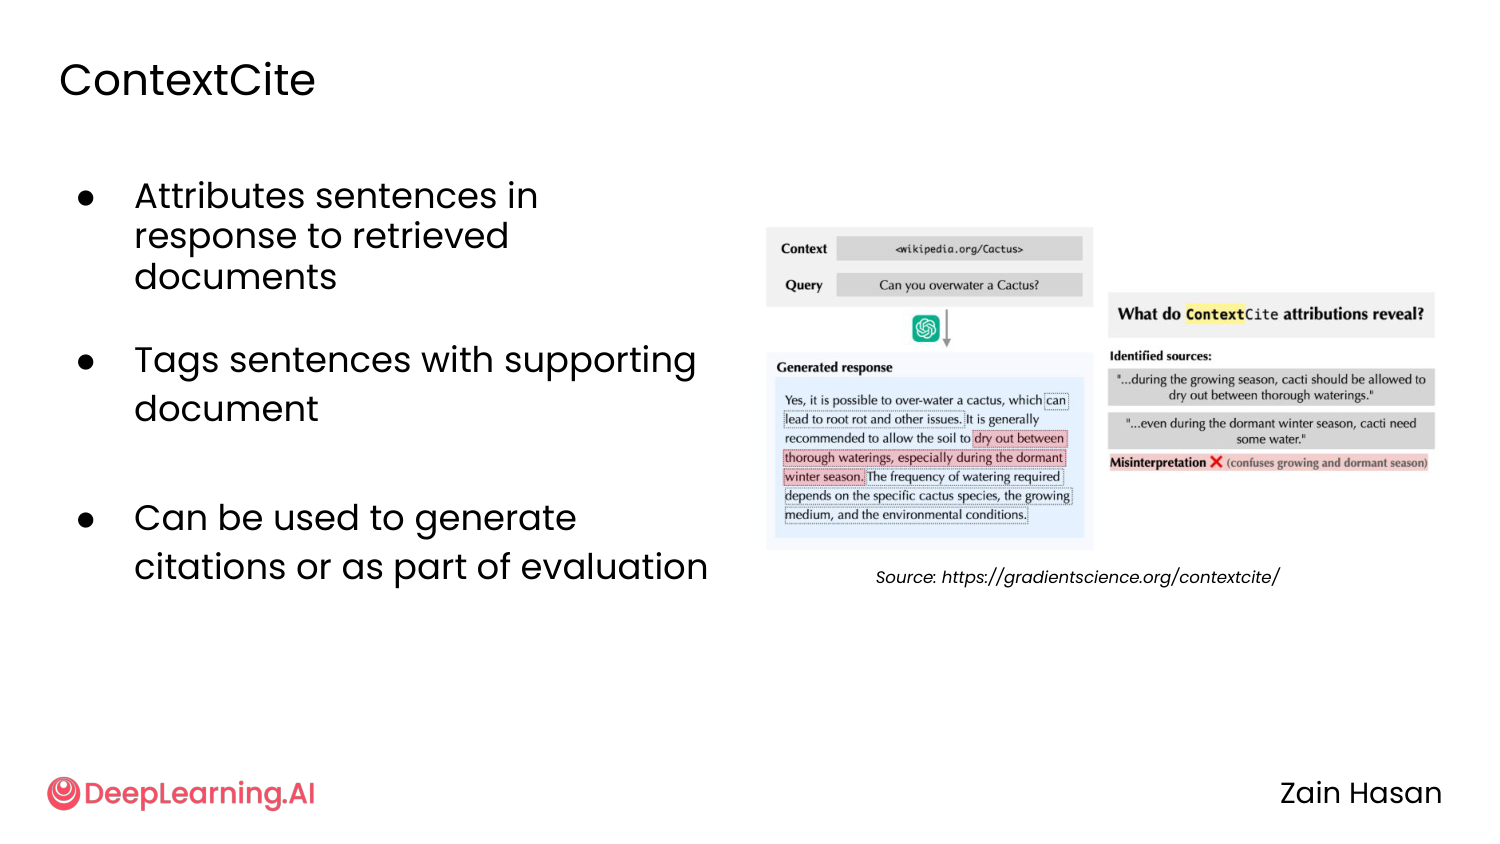 ContextCite
● Attributes sentences in
response to retrieved
documents
● Tags sentences with supporting
document
● Can be used to generate
citations or as part of evaluation
Context <wikipedia.org/Cactus>
Query Can you overwater a Cactus?
Generated response
Yes, it is possible to over-water a cactus, which can
lead to root rot and other issues. It is generally
recommended to allow the soil to dry out between
thorough waterings, especially during the dormant
winter season. The frequency of watering required
depends on the specific cactus species, the growing
medium, and the environmental conditions.
What do ContextCite attributions reveal?
Identified sources:
"...during the growing season, cacti should be allowed to
dry out between thorough waterings."
"...even during the dormant winter season, cacti need
some water."
Misinterpretation ❌ (confuses growing and dormant season)
Source: https://gradientscience.org/contextcite/
DeepLearning.AI
Zain Hasan